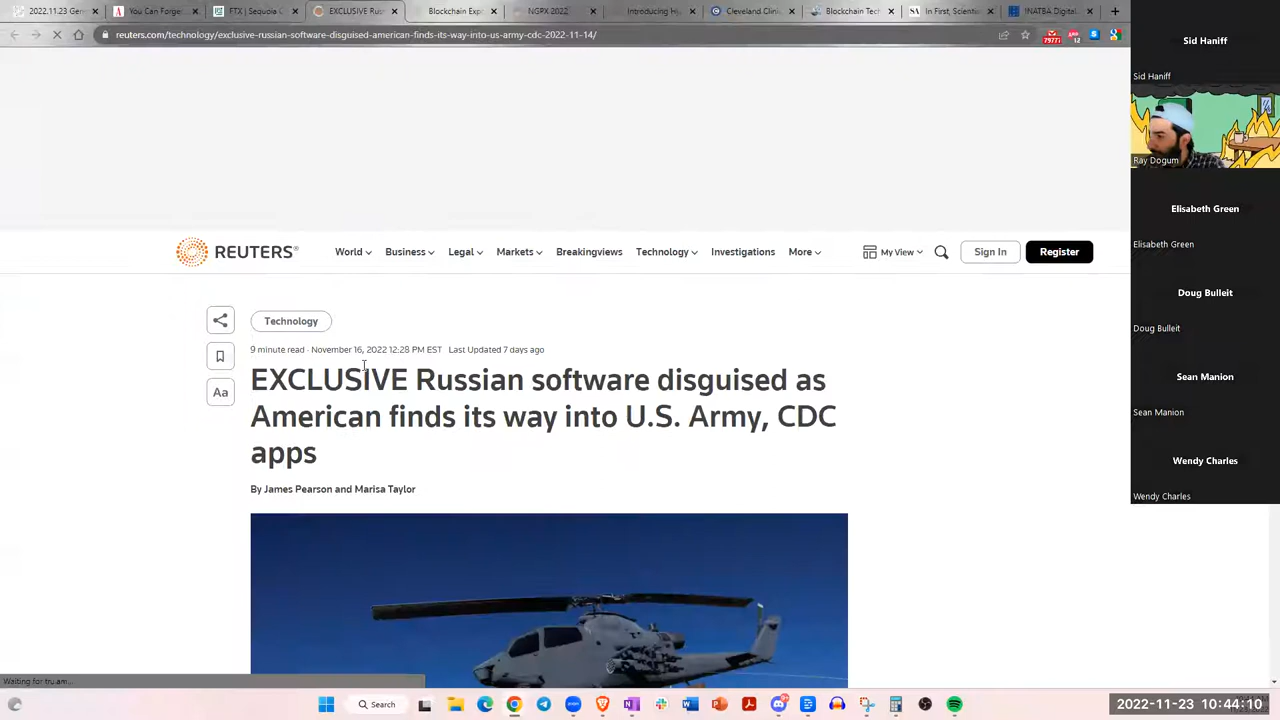 2022.11.23 Gene
You Can Forget
FTX | Sequoia C
EXCLUSIVE Rus
Blockchain Exp
NGPX 2022
Introducing Hy
Cleveland Clini
Blockchain Tech
In First, Scientis
INATBA Digital
reuters.com/technology/exclusive-russian-software-disguised-american-finds-its-way-into-us-army-cdc-2022-11-14/
REUTERS®
World
Business
Legal
Markets
Breakingviews
Technology
Investigations
More
My View
Sign In
Register
Technology
9 minute read · November 16, 2022 12:28 PM EST Last Updated 7 days ago
Aa
EXCLUSIVE Russian software disguised as
American finds its way into U.S. Army, CDC
apps
By James Pearson and Marisa Taylor
Sid Haniff
Sid Haniff
Ray Dogum
Elisabeth Green
Elisabeth Green
Doug Bulleit
Doug Bulleit
Sean Manion
Sean Manion
Wendy Charles
Wendy Charles
Search
2022-11-23 10:44:10